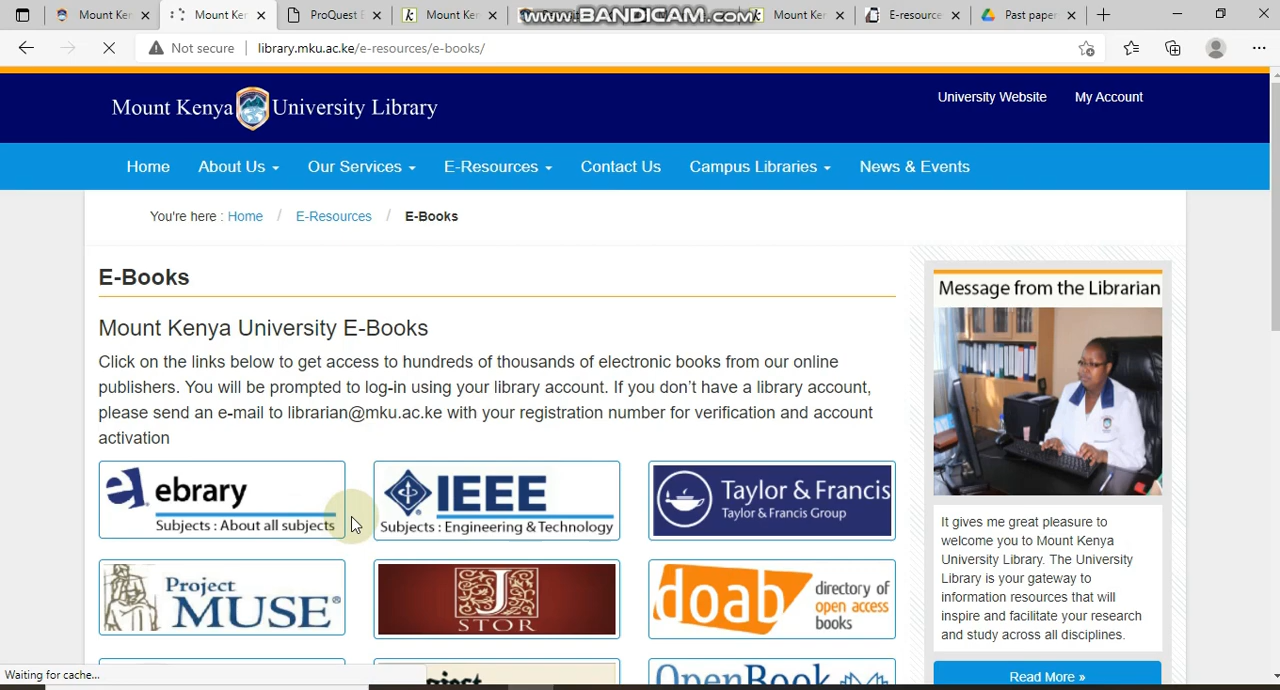 Mount Ken
Mount Ken
ProQuest E
Mount Ken
www.BANDICAM.com
Mount Ken
E-resource
Past paper
Not secure
library.mku.ac.ke/e-resources/e-books/
Mount Kenya University Library
University Website
My Account
Home
About Us
Our Services
E-Resources
Contact Us
Campus Libraries
News & Events
You're here : Home / E-Resources / E-Books
E-Books
Mount Kenya University E-Books
Click on the links below to get access to hundreds of thousands of electronic books from our online
publishers. You will be prompted to log-in using your library account. If you don't have a library account,
please send an e-mail to librarian@mku.ac.ke with your registration number for verification and account
activation
ebrary
Subjects : About all subjects
IEEE
Subjects : Engineering & Technology
Taylor & Francis
Taylor & Francis Group
Project
MUSE®
J
STOR
doab
directory of
open access
books
OpenBook
Message from the Librarian
It gives me great pleasure to
welcome you to Mount Kenya
University Library. The University
Library is your gateway to
information resources that will
inspire and facilitate your research
and study across all disciplines.
Read More »
Waiting for cache...